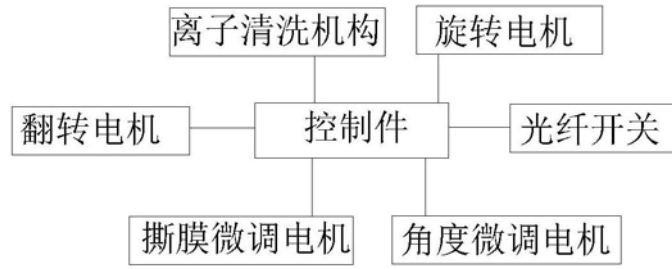 离子清洗机构
旋转电机
翻转电机
控制件
光纤开关
撕膜微调电机
角度微调电机